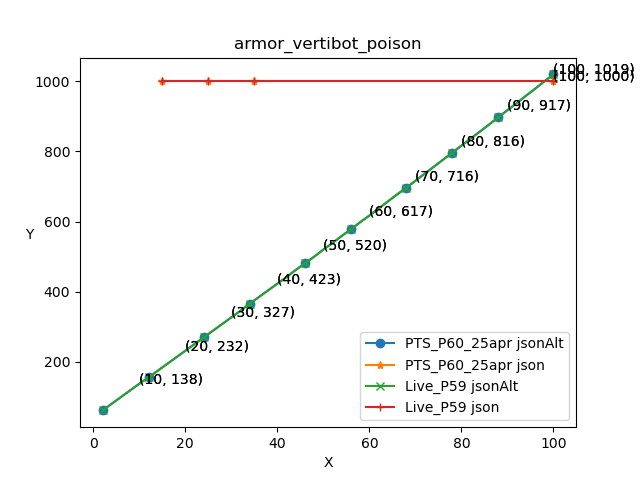 armor_vertibot_poison
1000
800
600
400
200
Y
(100, 1019)
(100, 1000)
(90, 917)
(80, 816)
(70, 716)
(60, 617)
(50, 520)
(40, 423)
(30, 327)
(20, 232)
(10, 138)
PTS_P60_25apr jsonAlt
PTS_P60_25apr json
Live_P59 jsonAlt
Live_P59 json
0 20 40 60 80 100
X